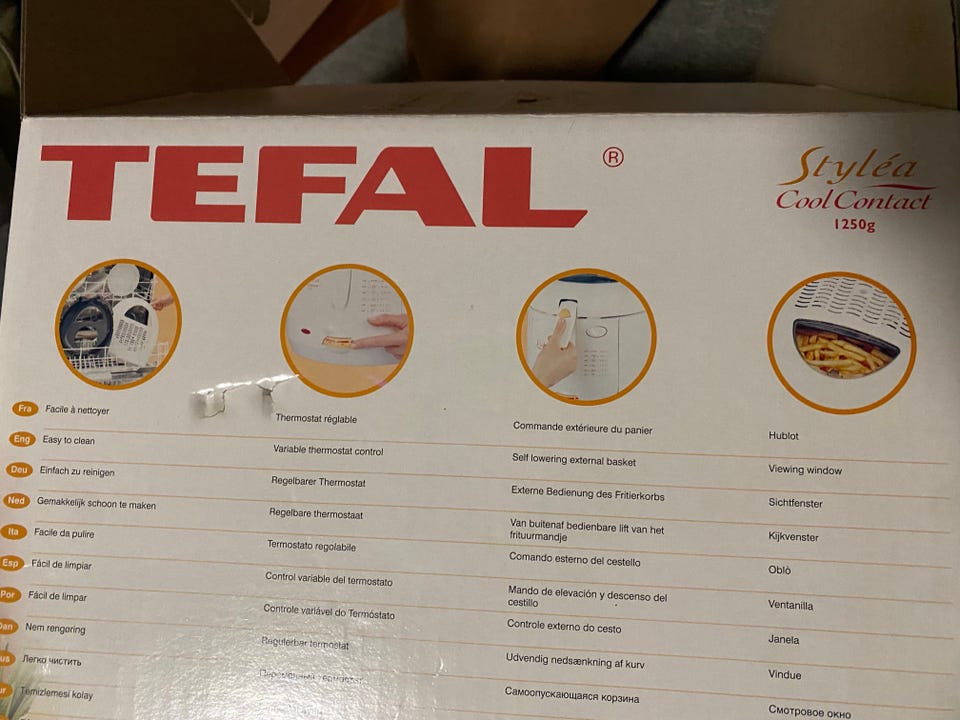 TEFAL ®
Styléa
Cool Contact
1250g
Fra Facile à nettoyer Thermostat réglable Commande extérieure du panier Hublot
Eng Easy to clean Variable thermostat control Self lowering external basket Viewing window
Deu Einfach zu reinigen Regelbarer Thermostat Externe Bedienung des Fritierkorbs Sichtfenster
Ned Gemakkelijk schoon te maken Regelbare thermostaat Van buitenaf bedienbare lift van het
frituurmandje Kijkvenster
Ita Facile da pulire Termostato regolabile Comando esterno del cestello Oblò
Esp Fácil de limpiar Control variable del termostato Mando de elevación y descenso del
cestillo Ventanilla
Por Fácil de limpar Controle variável do Termóstato Controle externo do cesto Janela
Dan Nem rengøring Regulerbar termostat Udvendig nedsænkning af kurv Vindue
us Легко чистить Самоопускающаяся корзина Смотровое окно
ur Temizlemesi kolay